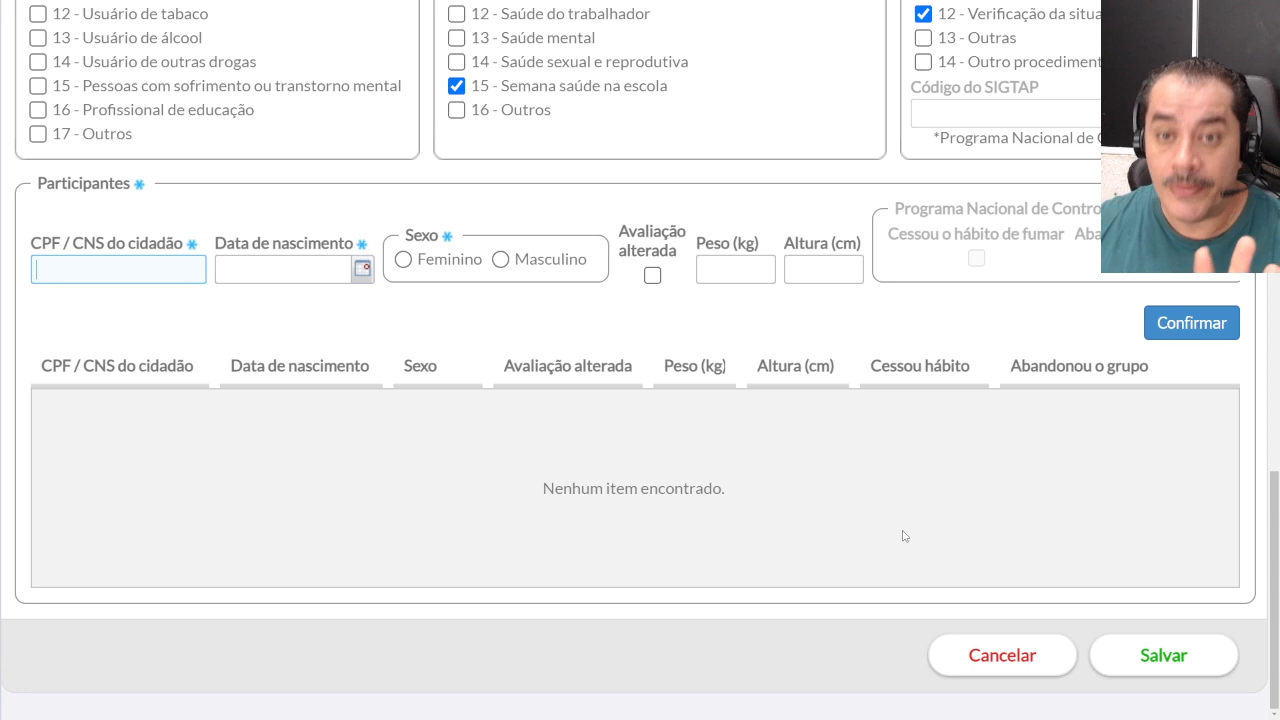 12 - Usuário de tabaco
13 - Usuário de álcool
14 - Usuário de outras drogas
15 - Pessoas com sofrimento ou transtorno mental
16 - Profissional de educação
17 - Outros
12 - Saúde do trabalhador
13 - Saúde mental
14 - Saúde sexual e reprodutiva
15 - Semana saúde na escola
16 - Outros
12 - Verificação da
13 - Outras
14 - Outro
Código do SIGTAP
*Programa Nacional de
Participantes *
CPF / CNS do cidadão *
Data de nascimento *
Sexo *
Feminino
Masculino
Avaliação
alterada
Peso (kg)
Altura (cm)
Programa Nacional de
Cessou o hábito de fumar
Confirmar
CPF / CNS do cidadão
Data de nascimento
Sexo
Avaliação alterada
Peso (kg)
Altura (cm)
Cessou hábito
Abandonou o grupo
Nenhum item encontrado.
Cancelar
Salvar